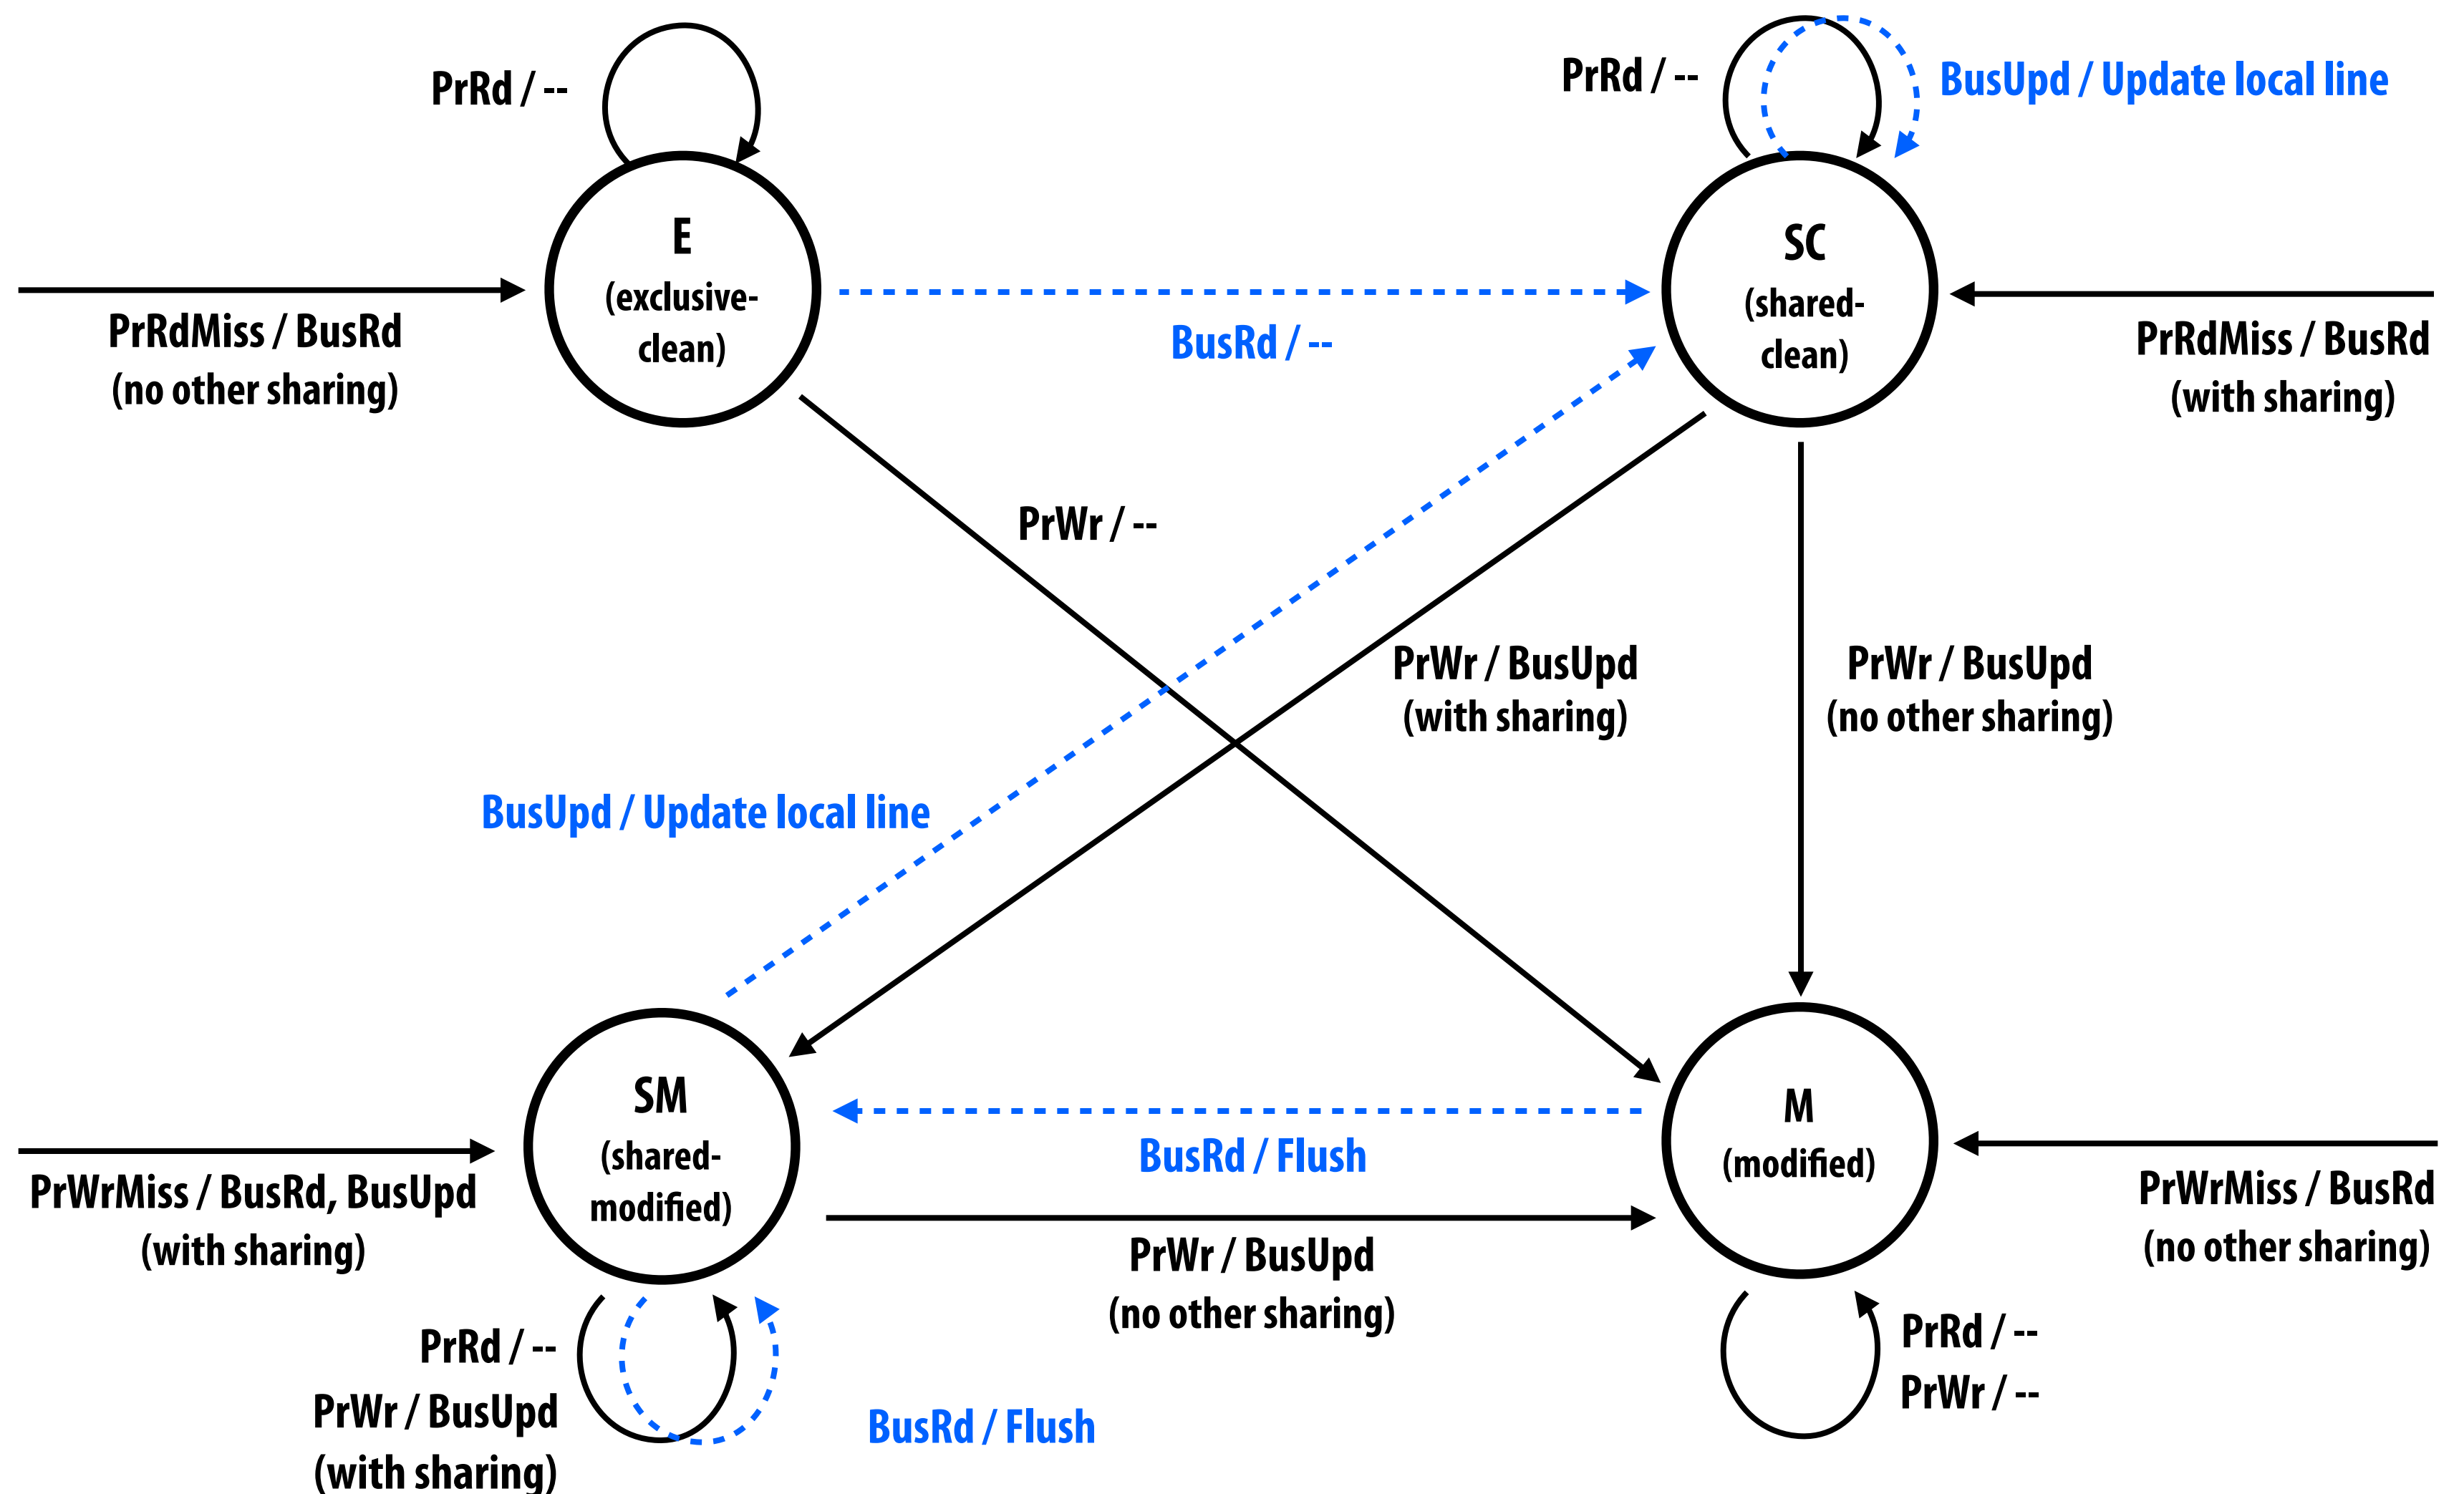 PrRd / --
PrRd / --
BusUpd / Update local line
E
(exclusive-
clean)
SC
(shared-
clean)
PrRdMiss / BusRd
(no other sharing)
BusRd / --
PrRdMiss / BusRd
(with sharing)
PrWr / --
PrWr / BusUpd
(with sharing)
PrWr / BusUpd
(no other sharing)
BusUpd / Update local line
SM
(shared-
modified)
M
(modified)
BusRd / Flush
PrWrMiss / BusRd, BusUpd
(with sharing)
PrWr / BusUpd
(no other sharing)
PrWrMiss / BusRd
(no other sharing)
PrRd / --
PrWr / BusUpd
(with sharing)
BusRd / Flush
PrRd / --
PrWr / --